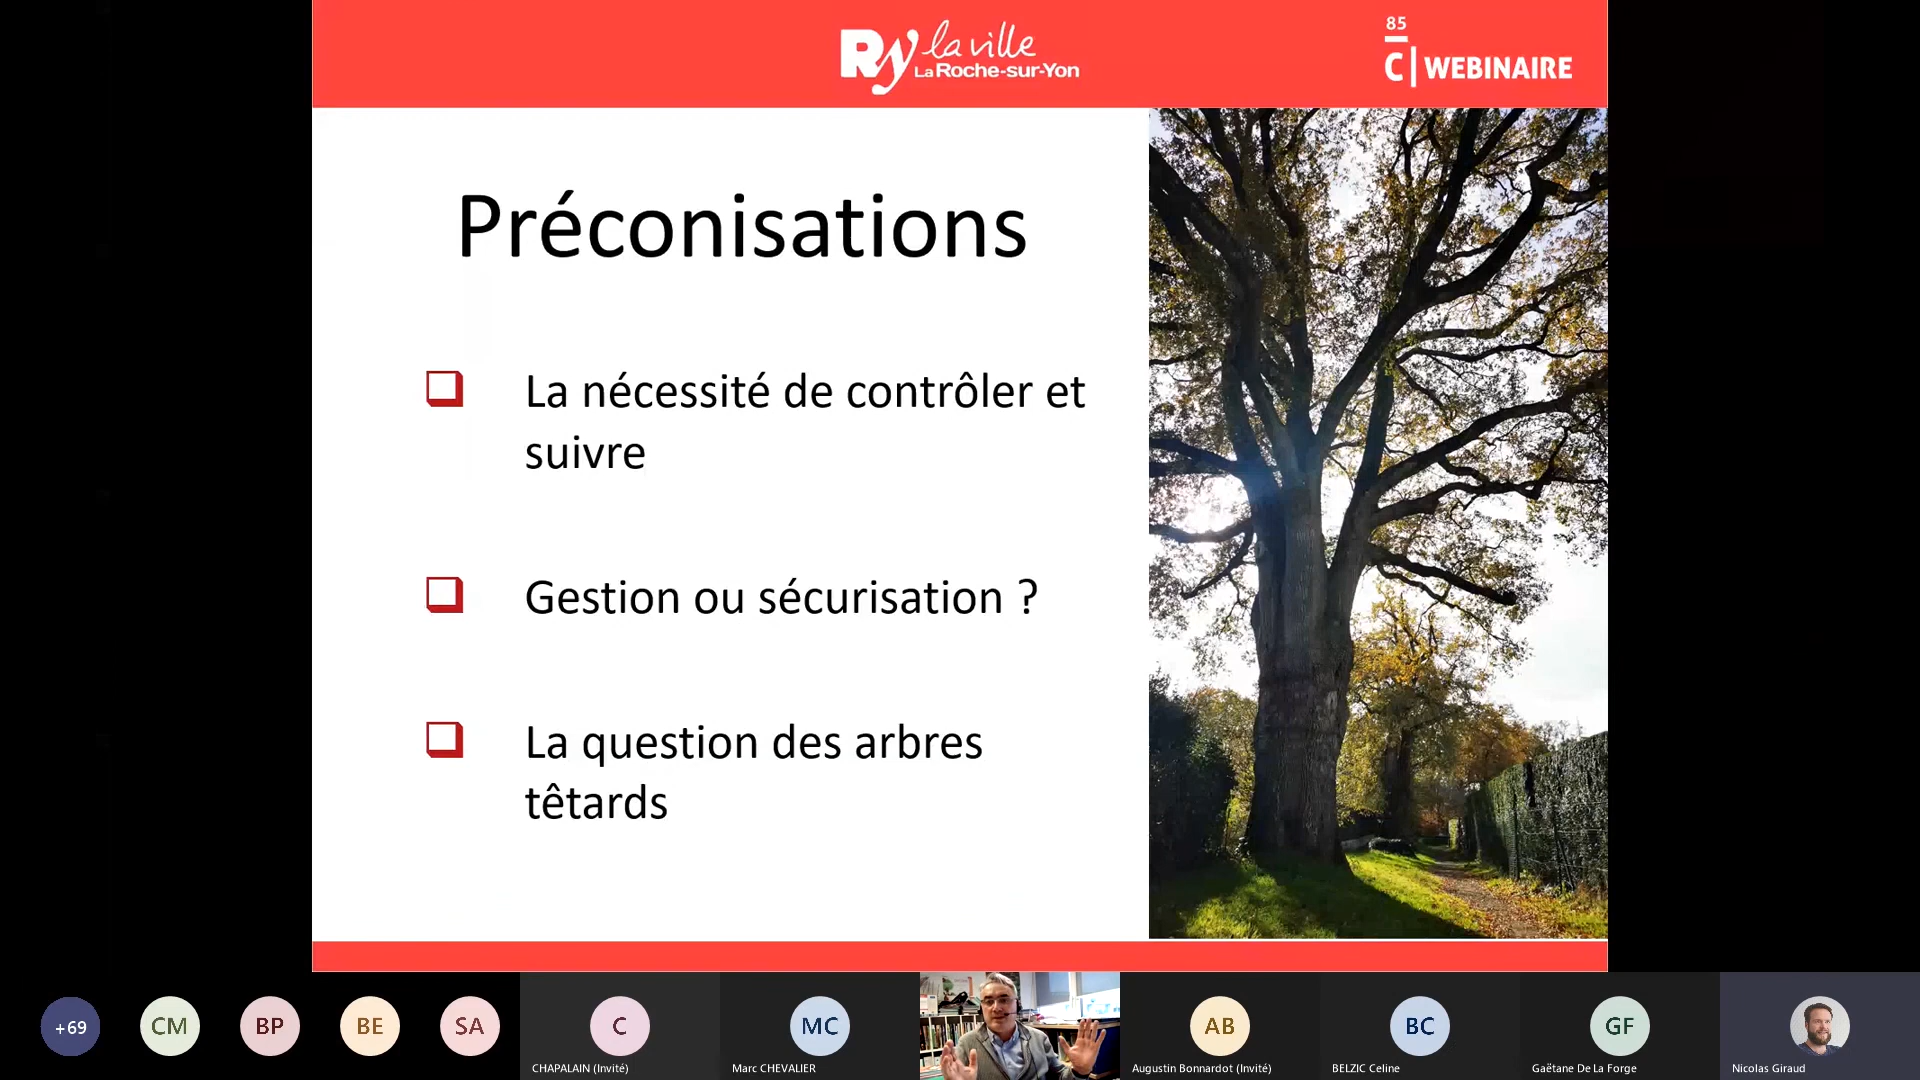 Ry la ville
La Roche-sur-Yon
85
C | WEBINAIRE
Préconisations
La nécessité de contrôler et
suivre
Gestion ou sécurisation ?
La question des arbres
têtards
+69
CM
BP
BE
SA
C
MC
AB
BC
GF
CHAPALAIN (Invité)
Marc CHEVALIER
Augustin Bonnardot (Invité)
BELZIC Celine
Gaëtane De La Forge
Nicolas Giraud